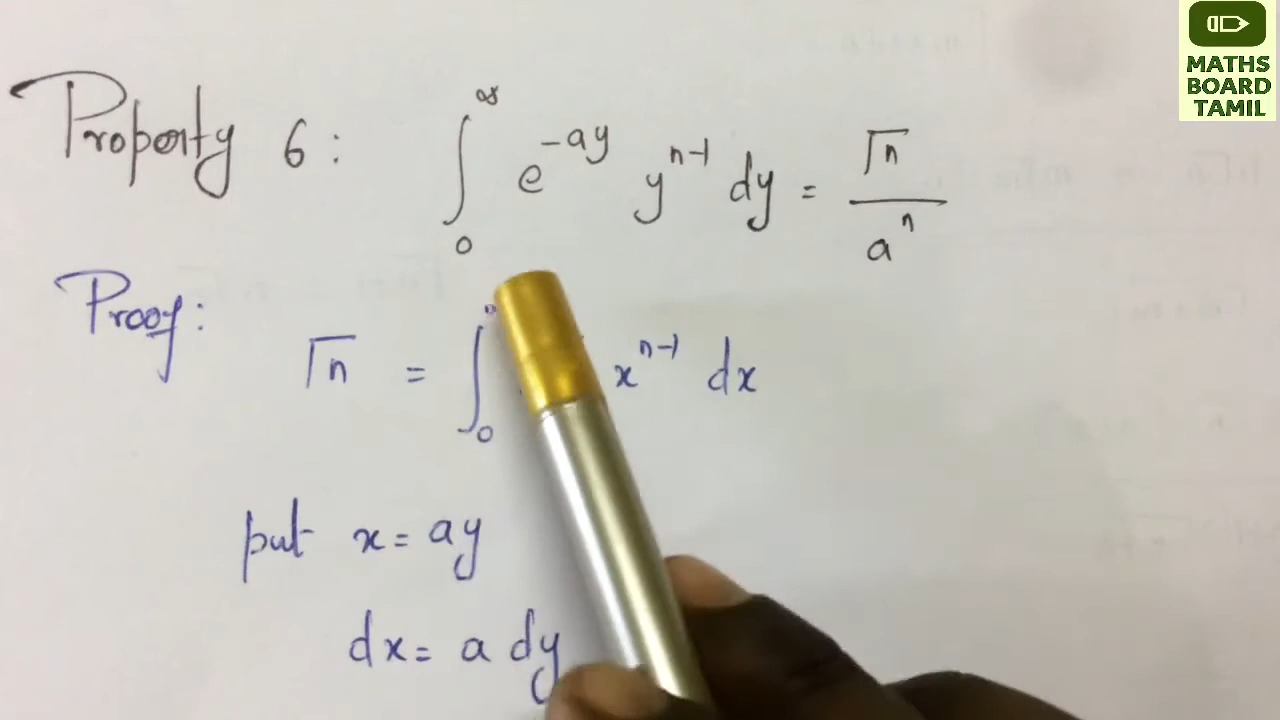 MATHS
BOARD
TAMIL
Property 6: ∫₀^∞ e^{-ay} y^{n-1} dy = Γn / a^n
Proof:
Γn = ∫₀ x^{n-1} dx
put x = ay
dx = a dy